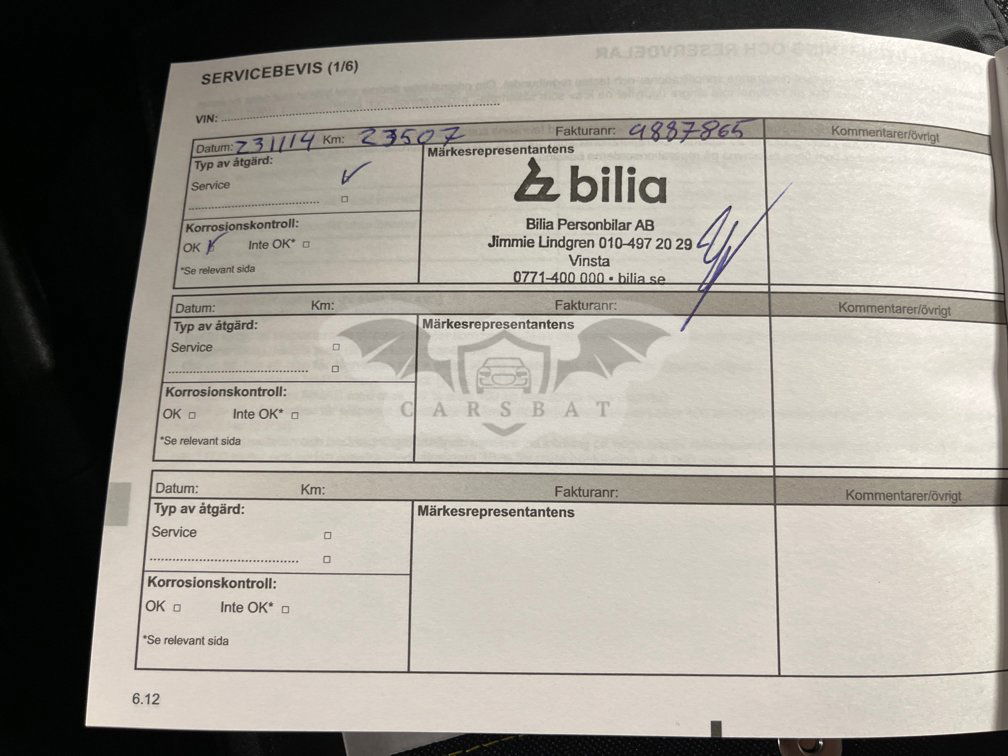 SERVICEBEVIS (1/6)
VIN:
Datum: 231114 Km: 23507 Fakturanr: 9887865 Kommentarer/övrigt
Typ av åtgärd:
Service
Korrosionskontroll:
OK Inte OK*
*Se relevant sida
Märkesrepresentantens
bilia
Bilia Personbilar AB
Jimmie Lindgren 010-497 20 29
Vinsta
0771-400 000 • bilia se
Datum: Km: Fakturanr: Kommentarer/övrigt
Typ av åtgärd:
Service
Korrosionskontroll:
OK Inte OK*
*Se relevant sida
Märkesrepresentantens
CARSBAT
Datum: Km: Fakturanr: Kommentarer/övrigt
Typ av åtgärd:
Service
Korrosionskontroll:
OK Inte OK*
*Se relevant sida
Märkesrepresentantens
6.12